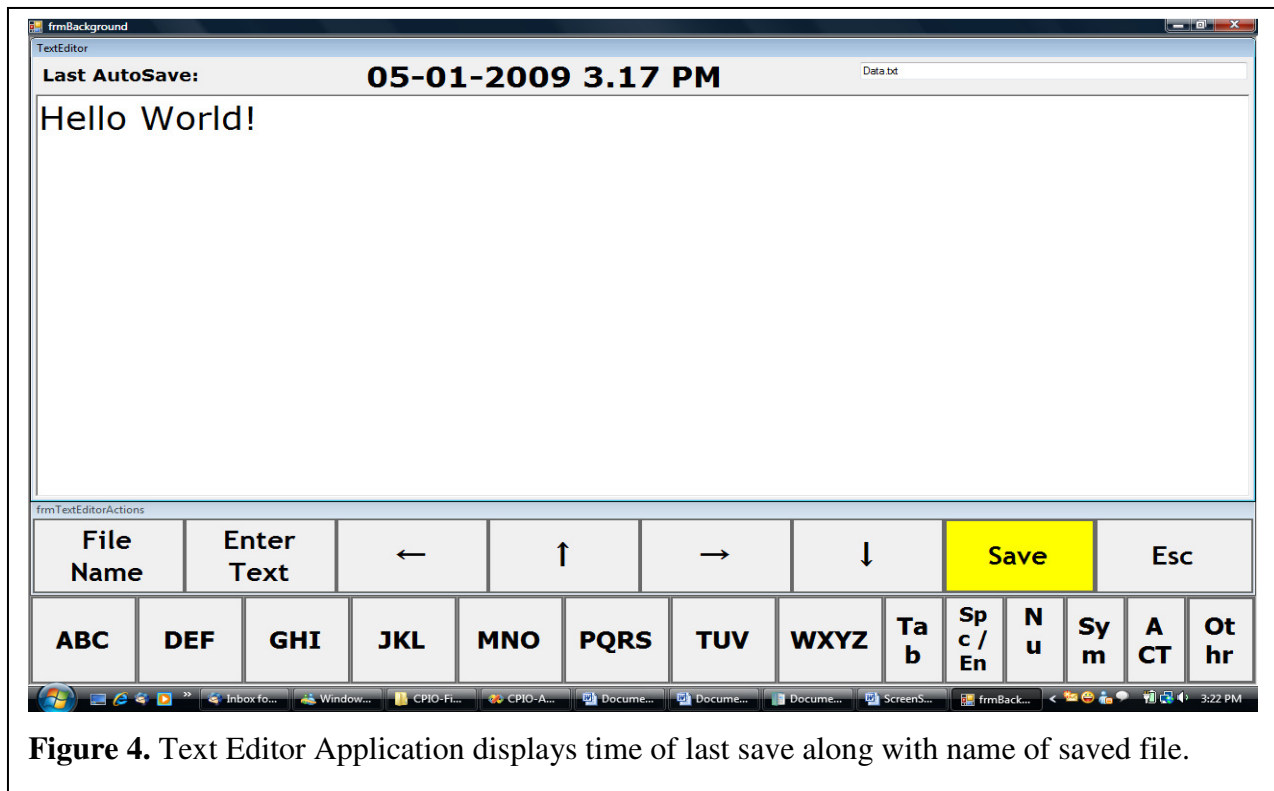 frmBackground
TextEditor
Last AutoSave: 05-01-2009 3.17 PM Data.txt
Hello World!
frmTextEditorActions
File Name Enter Text ← ↑ → ↓ Save Esc
ABC DEF GHI JKL MNO PQRS TUV WXYZ Ta b Sp c / En N u Sy m A CT Ot hr
» Inbox fo... Window... CPIO-Fi... CPIO-A... Docume... Docume... Docume... ScreenS... frmBack... < 3:22 PM
Figure 4. Text Editor Application displays time of last save along with name of saved file.